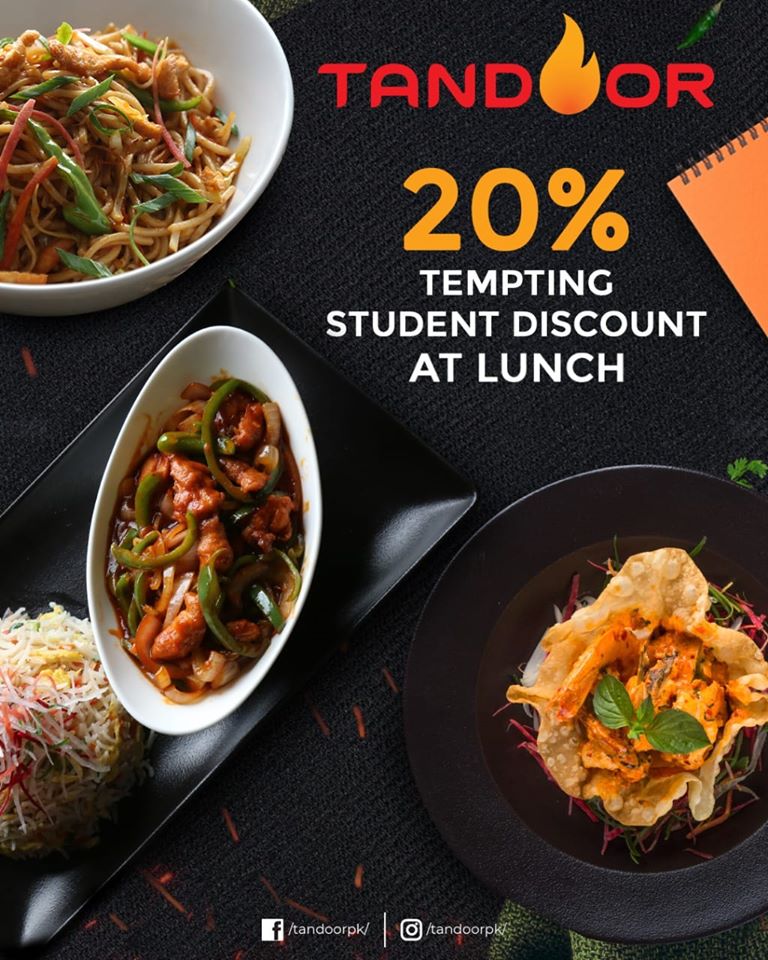 TANDOOR
20%
TEMPTING
STUDENT DISCOUNT
AT LUNCH
/tandoorpk/ /tandoorpk/